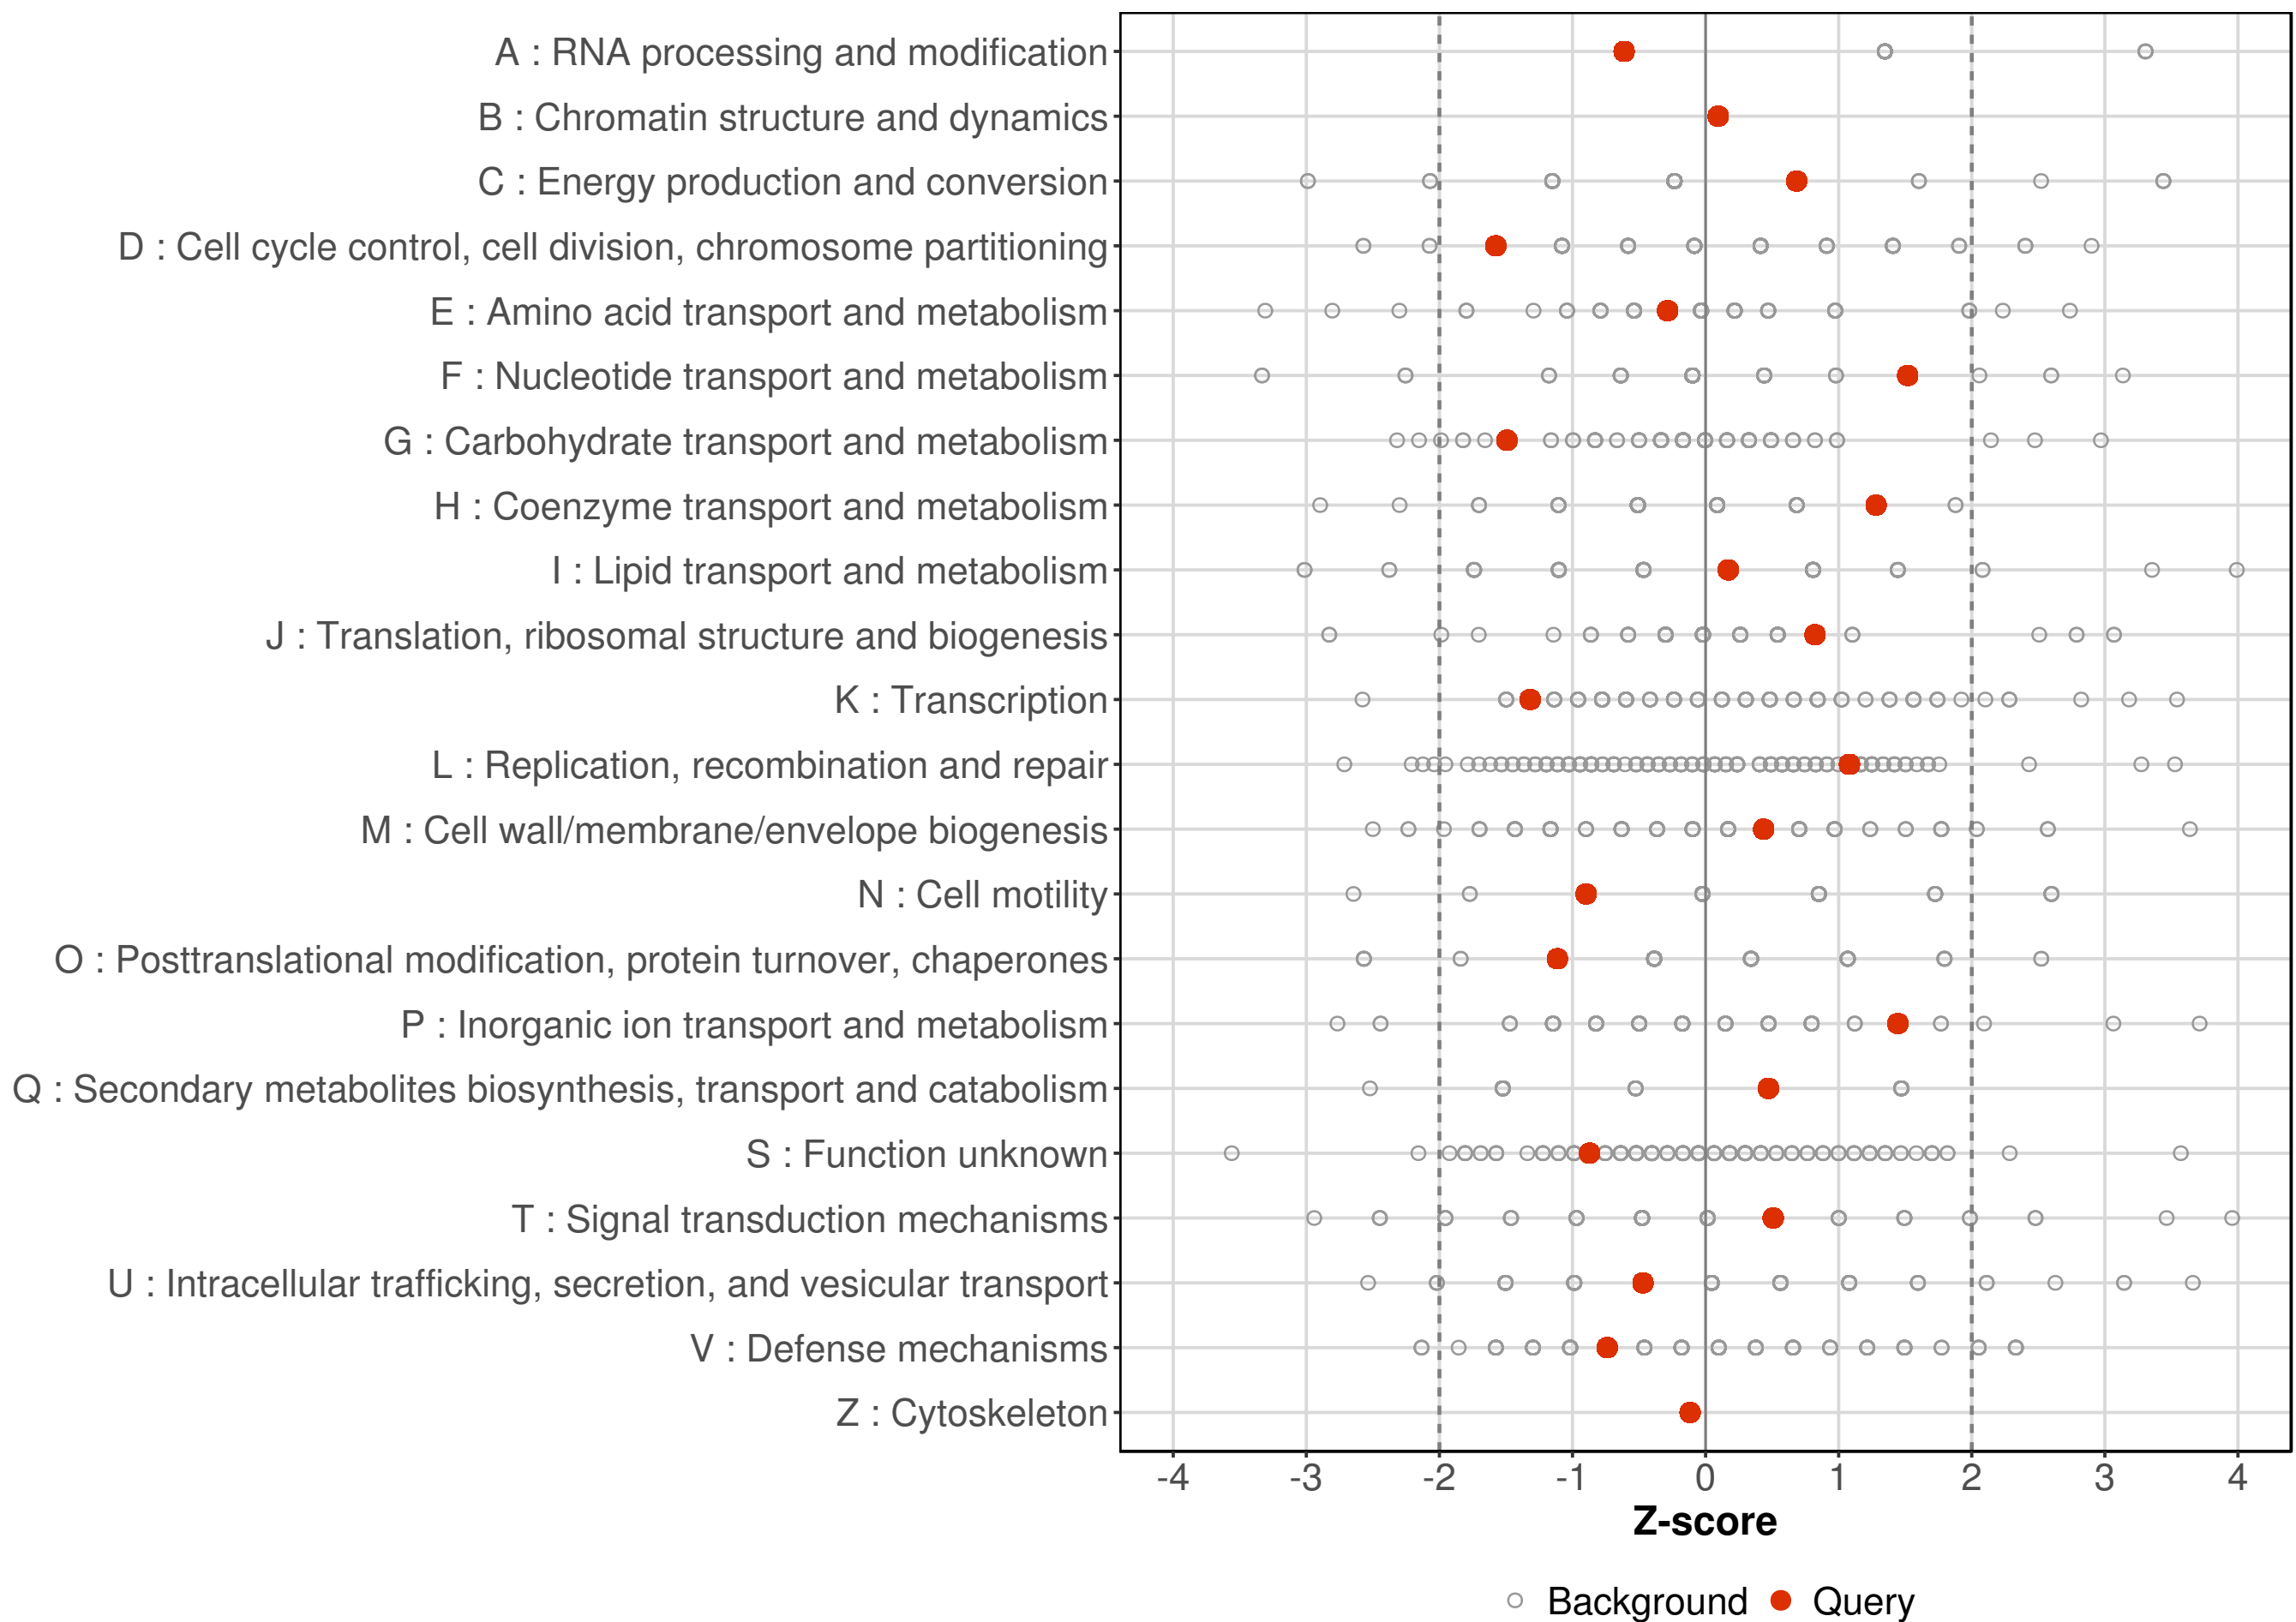 A : RNA processing and modification
B : Chromatin structure and dynamics
C : Energy production and conversion
D : Cell cycle control, cell division, chromosome partitioning
E : Amino acid transport and metabolism
F : Nucleotide transport and metabolism
G : Carbohydrate transport and metabolism
H : Coenzyme transport and metabolism
I : Lipid transport and metabolism
J : Translation, ribosomal structure and biogenesis
K : Transcription
L : Replication, recombination and repair
M : Cell wall/membrane/envelope biogenesis
N : Cell motility
O : Posttranslational modification, protein turnover, chaperones
P : Inorganic ion transport and metabolism
Q : Secondary metabolites biosynthesis, transport and catabolism
S : Function unknown
T : Signal transduction mechanisms
U : Intracellular trafficking, secretion, and vesicular transport
V : Defense mechanisms
Z : Cytoskeleton
-4 -3 -2 -1 0 1 2 3 4
Z-score
Background Query